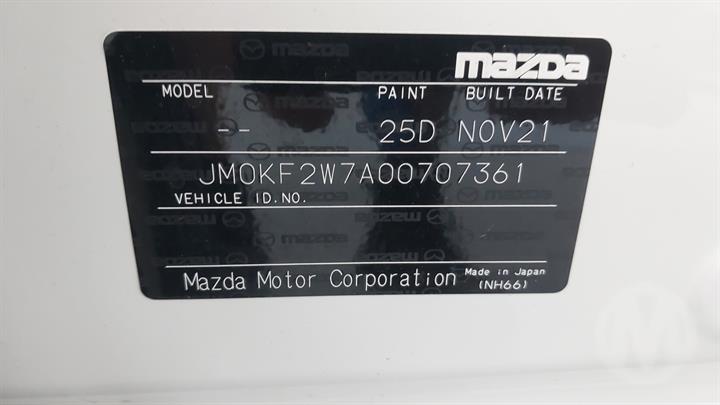 mazda
MODEL PAINT BUILT DATE
-- 25D NOV21
JM0KF2W7A00707361
VEHICLE ID.NO.
Mazda Motor Corporation Made in Japan
(NH66)